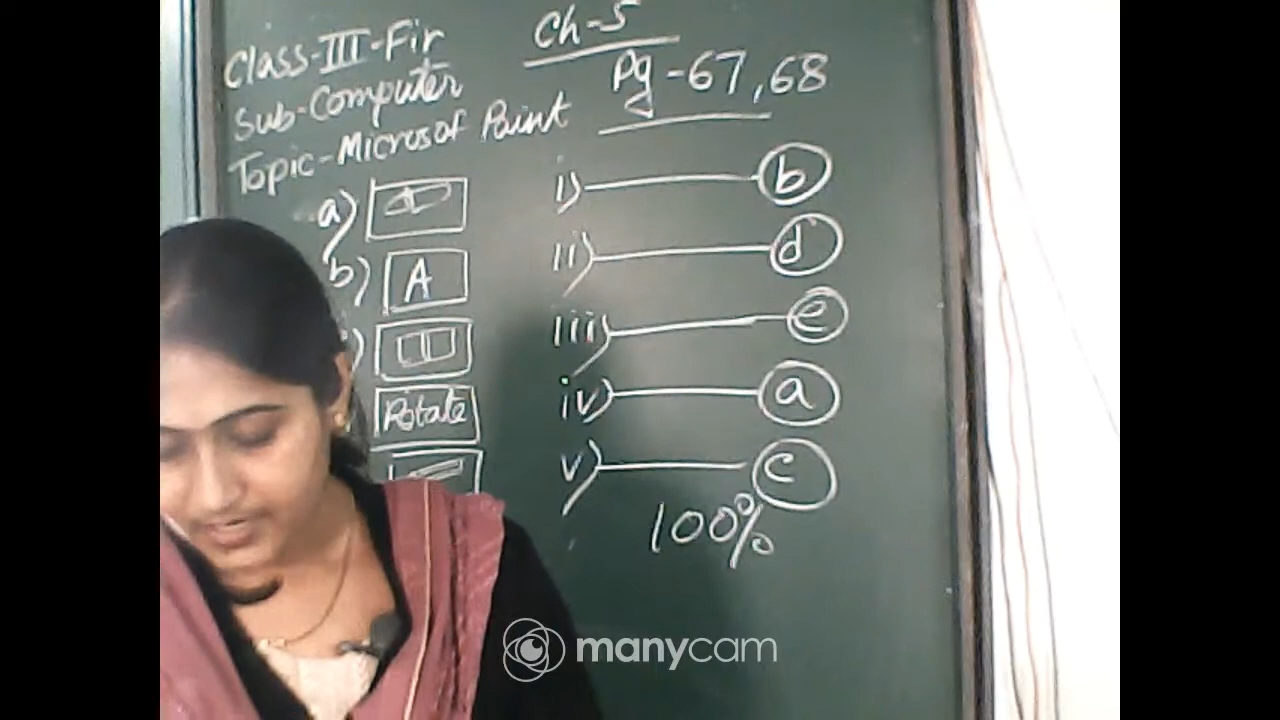 Class-III-Fir
Sub-Computer
Topic-Microsof Paint
Ch-5
Pg-67,68
a)
b) A
)
Rotate
i) b
ii) d
iii) e
iv) a
v) c
100%
manycam